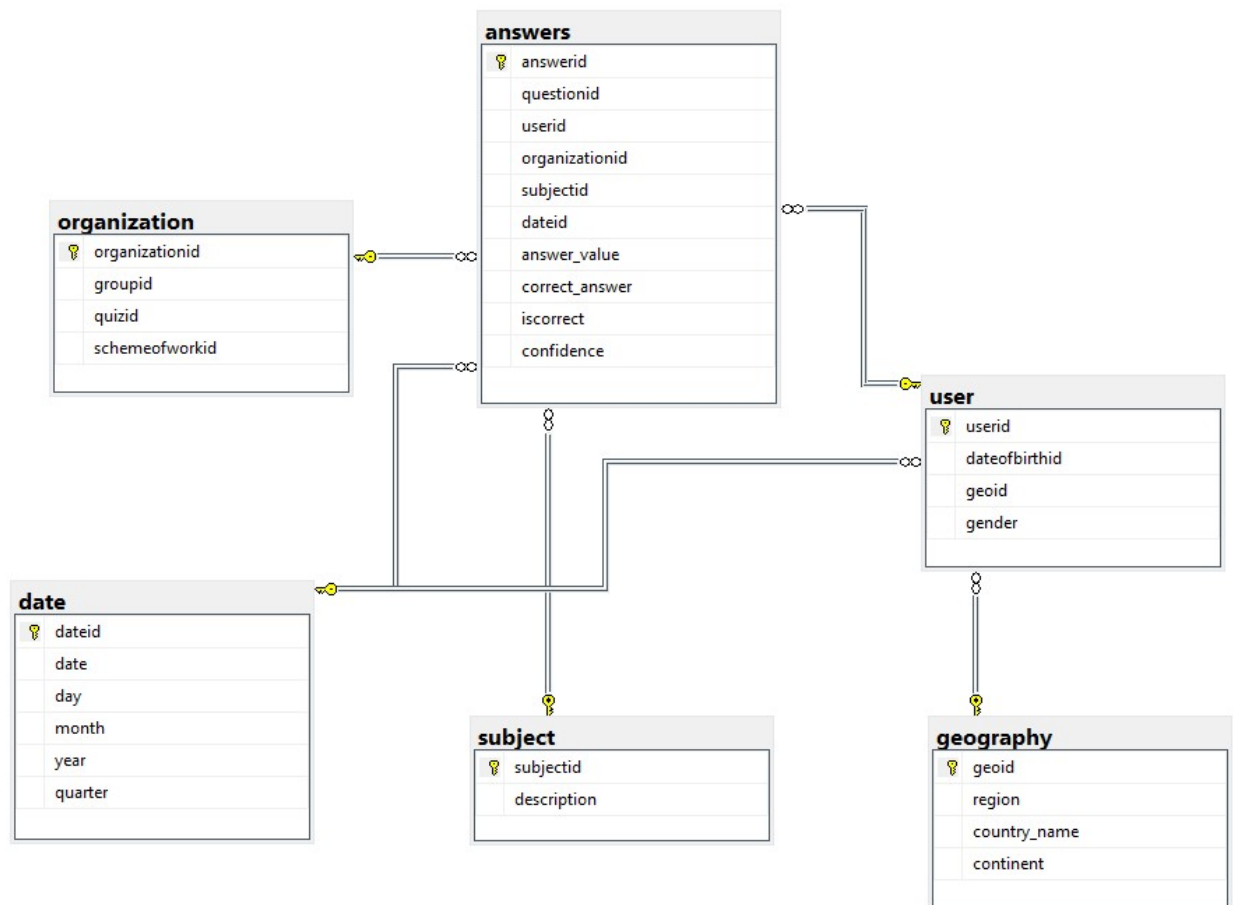 answers
answerid
questionid
userid
organizationid
subjectid
dateid
answer_value
correct_answer
iscorrect
confidence
organization
organizationid
groupid
quizid
schemeofworkid
user
userid
dateofbirthid
geoid
gender
date
dateid
date
day
month
year
quarter
subject
subjectid
description
geography
geoid
region
country_name
continent